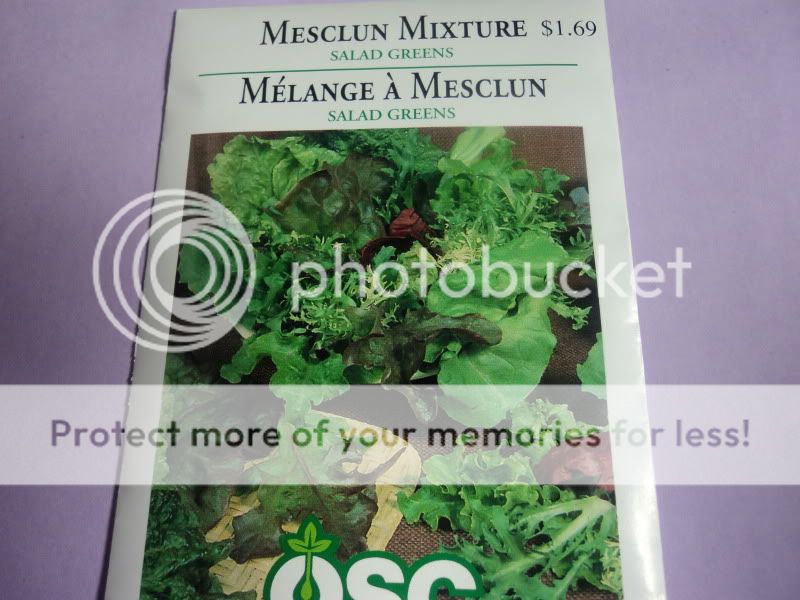 MESCLUN MIXTURE $1.69
SALAD GREENS
MÉLANGE À MESCLUN
SALAD GREENS
photobucket
Protect more of your memories for less!
OSC